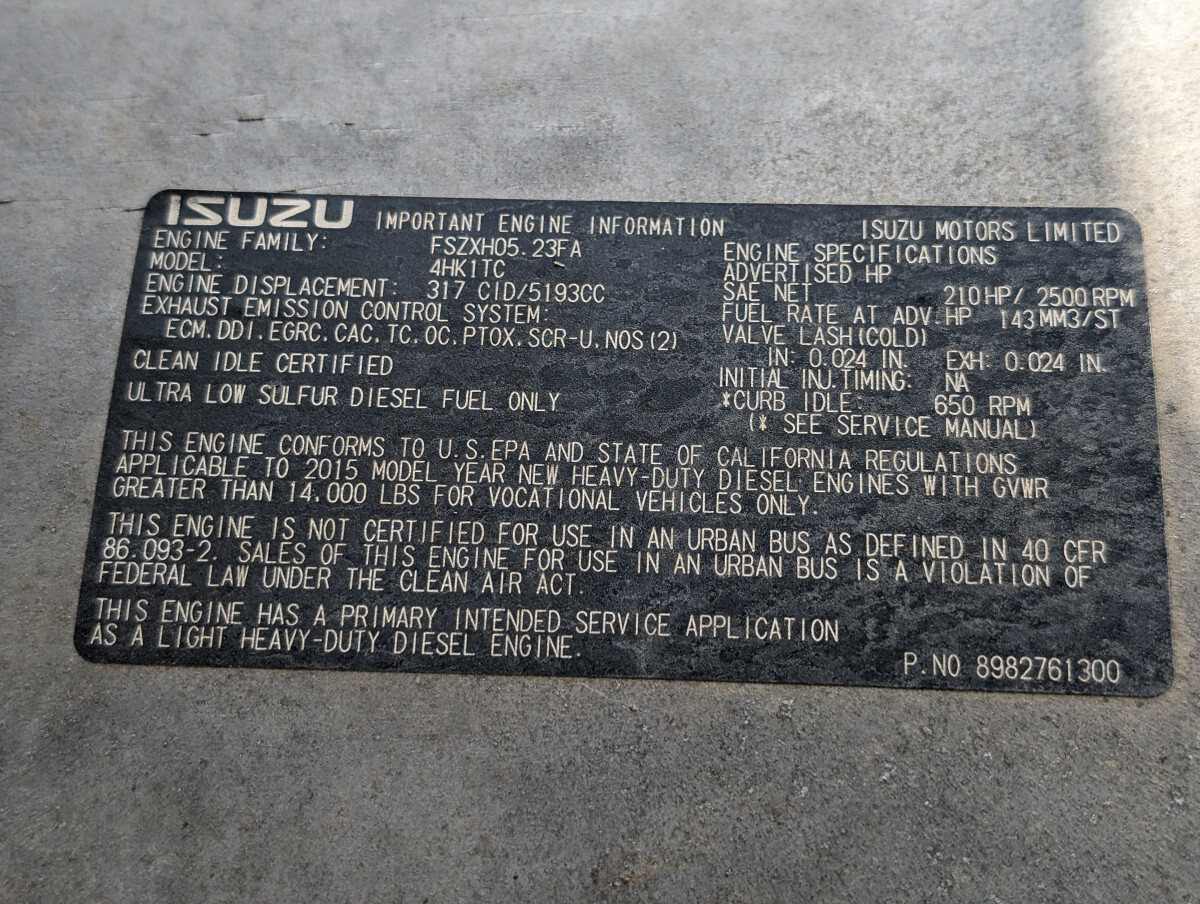 ISUZU IMPORTANT ENGINE INFORMATION ISUZU MOTORS LIMITED
ENGINE FAMILY: FSZXH05.23FA
MODEL: 4HK1TC
ENGINE DISPLACEMENT: 317 CID/5193CC
EXHAUST EMISSION CONTROL SYSTEM:
ECM.DDI.EGRC.CAC.TC.OC.PTOX.SCR-U.NOS(2)
CLEAN IDLE CERTIFIED
ULTRA LOW SULFUR DIESEL FUEL ONLY
ENGINE SPECIFICATIONS
ADVERTISED HP
SAE NET 210HP/ 2500RPM
FUEL RATE AT ADV.HP 143MM3/ST
VALVE LASH(COLD)
IN: 0.024 IN. EXH: 0.024 IN.
INITIAL INJ.TIMING: NA
*CURB IDLE: 650 RPM
(* SEE SERVICE MANUAL)
THIS ENGINE CONFORMS TO U.S.EPA AND STATE OF CALIFORNIA REGULATIONS
APPLICABLE TO 2015 MODEL YEAR NEW HEAVY-DUTY DIESEL ENGINES WITH GVWR
GREATER THAN 14.000 LBS FOR VOCATIONAL VEHICLES ONLY.
THIS ENGINE IS NOT CERTIFIED FOR USE IN AN URBAN BUS AS DEFINED IN 40 CFR
86.093-2. SALES OF THIS ENGINE FOR USE IN AN URBAN BUS IS A VIOLATION OF
FEDERAL LAW UNDER THE CLEAN AIR ACT.
THIS ENGINE HAS A PRIMARY INTENDED SERVICE APPLICATION
AS A LIGHT HEAVY-DUTY DIESEL ENGINE.
P.NO 8982761300